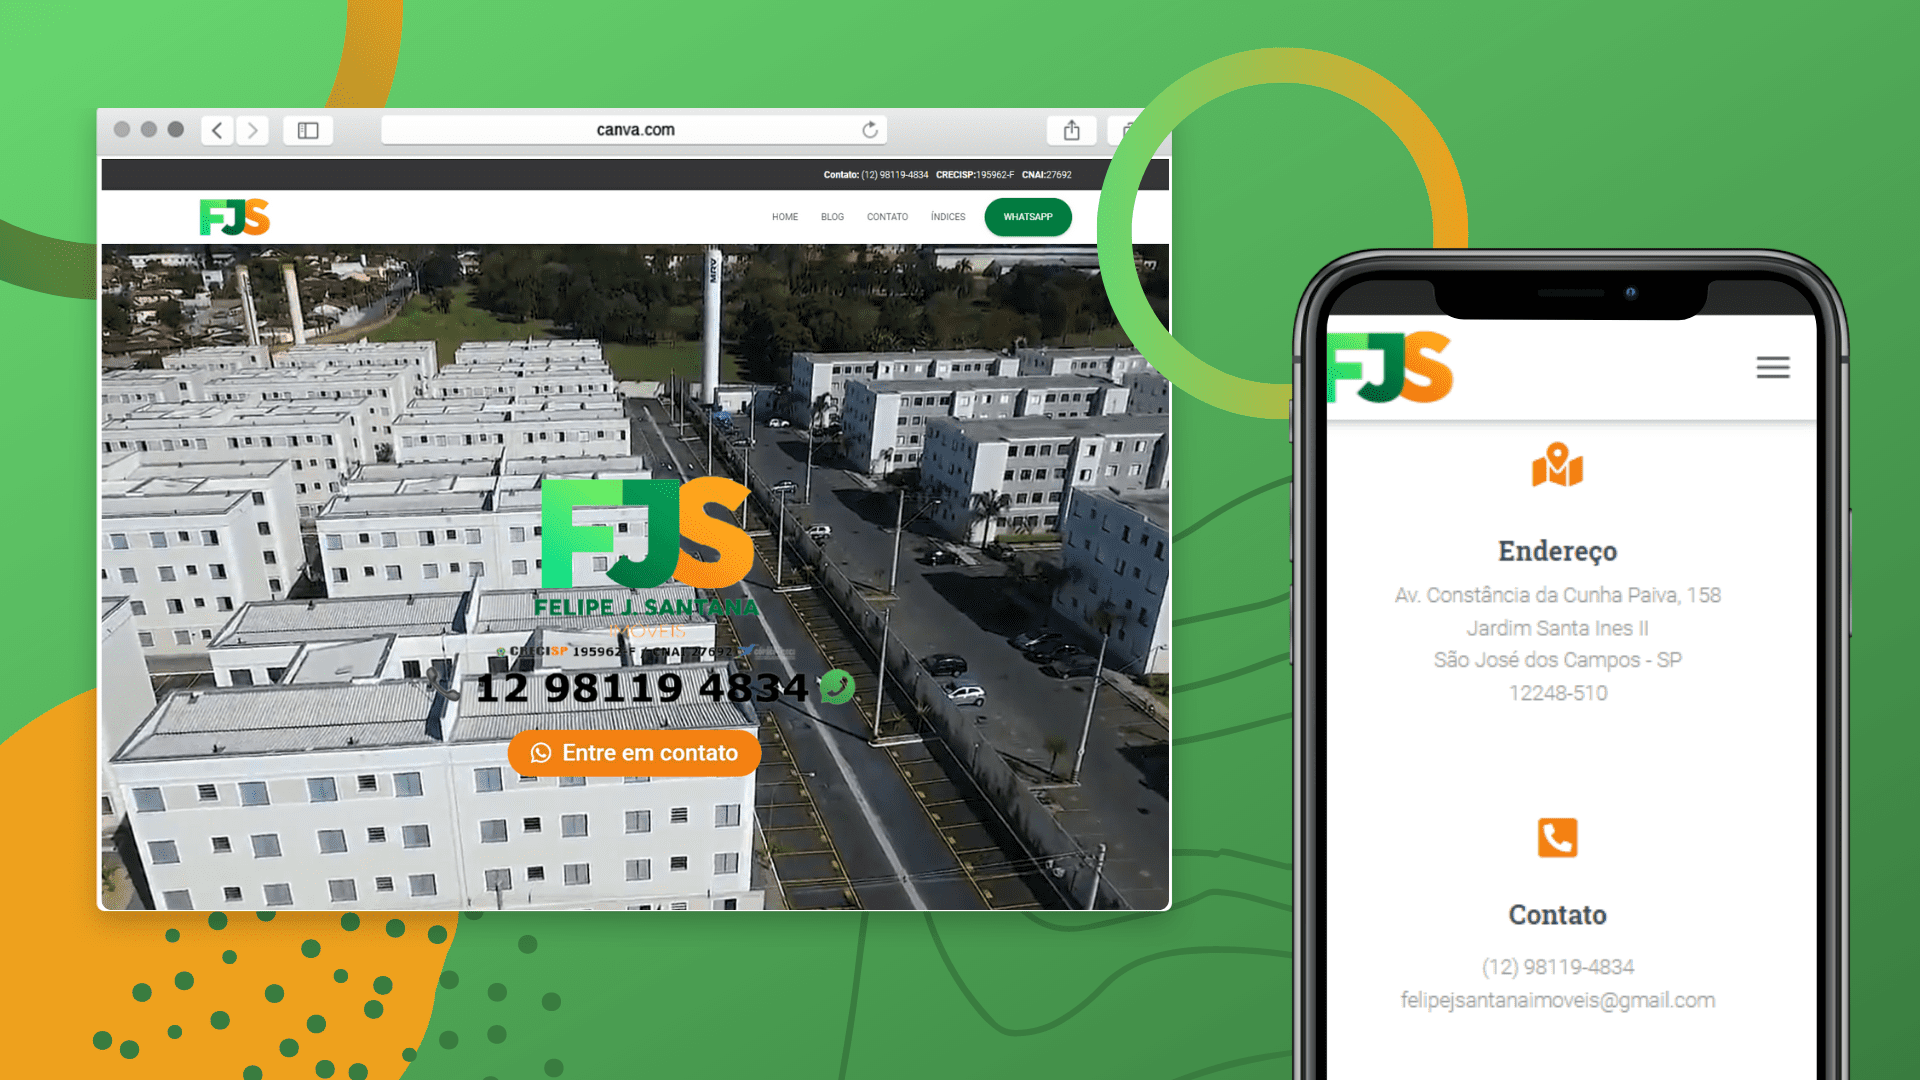 canva.com
Contato: (12) 98119-4834 CRECISP:195962-F CNAI:27692
FJS
HOME BLOG CONTATO ÍNDICES WHATSAPP
MRV
FJS
FELIPE J. SANTANA
IMÓVEIS
CRECISP 195962-F / CNAI 27692
12 98119 4834
Entre em contato
FJS
Endereço
Av. Constância da Cunha Paiva, 158
Jardim Santa Ines II
São José dos Campos - SP
12248-510
Contato
(12) 98119-4834
felipejsantanaimoveis@gmail.com